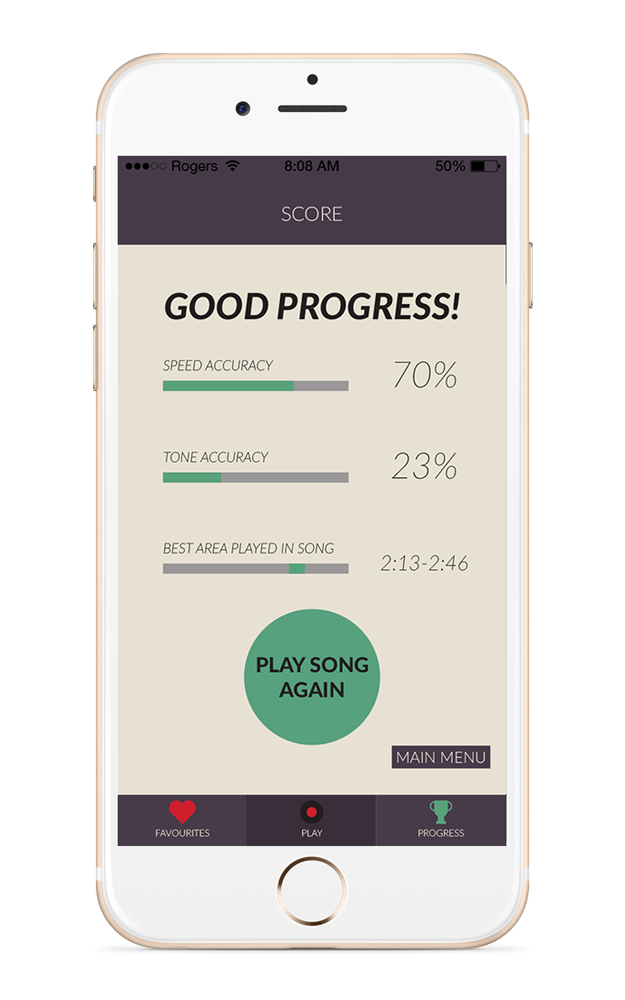 Rogers 8:08 AM 50%
SCORE
GOOD PROGRESS!
SPEED ACCURACY 70%
TONE ACCURACY 23%
BEST AREA PLAYED IN SONG 2:13-2:46
PLAY SONG
AGAIN
MAIN MENU
FAVOURITES PLAY PROGRESS